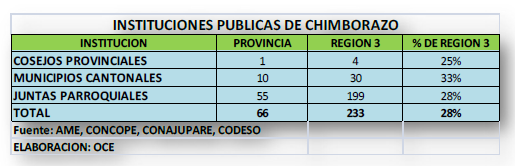 INSTITUCIONES PUBLICAS DE CHIMBORAZO
INSTITUCION PROVINCIA REGION 3 % DE REGION 3
COSEJOS PROVINCIALES 1 4 25%
MUNICIPIOS CANTONALES 10 30 33%
JUNTAS PARROQUIALES 55 199 28%
TOTAL 66 233 28%
Fuente: AME, CONCOPE, CONAJUPARE, CODESO
ELABORACION: OCE